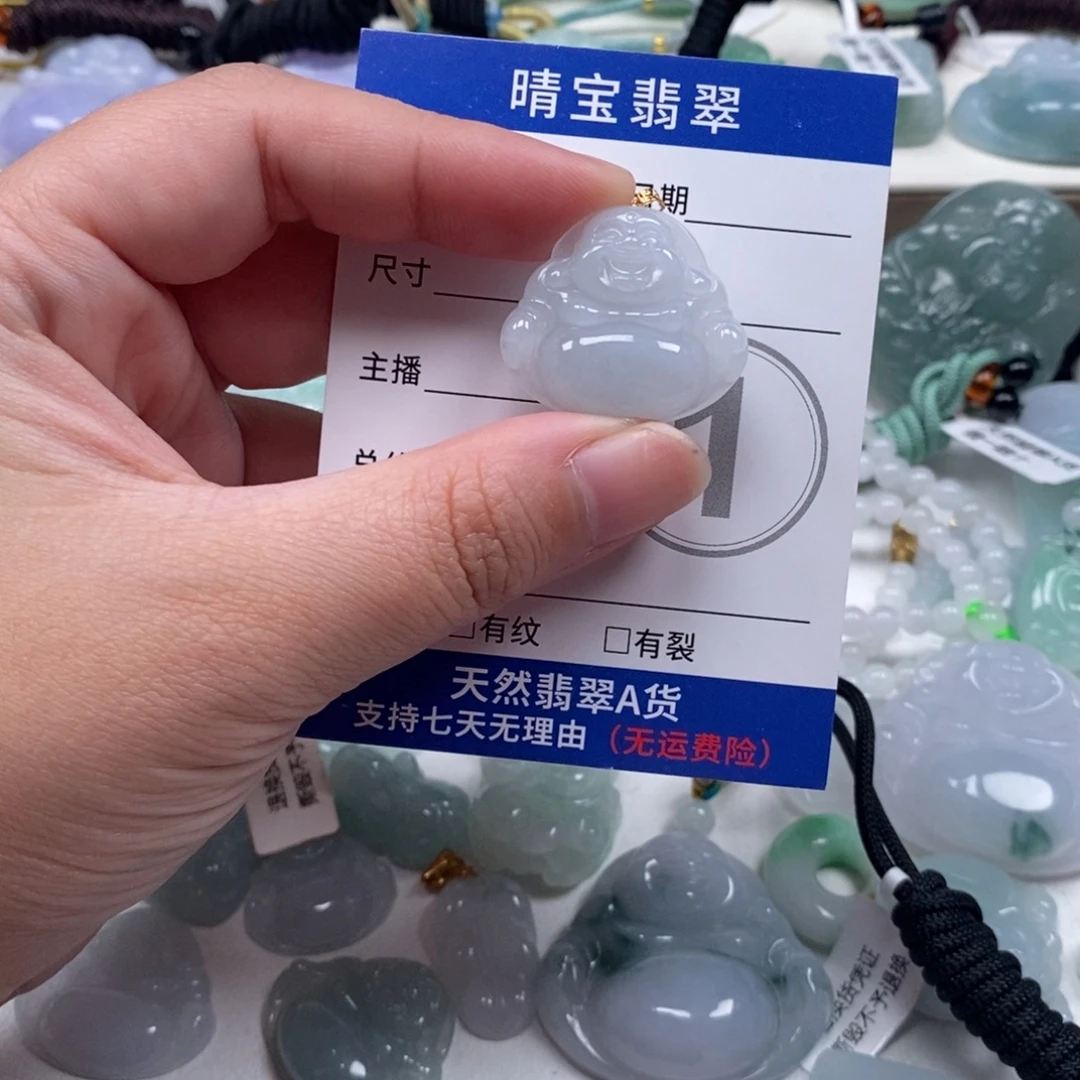 晴宝翡翠
日期
尺寸
主播
1
□有纹 □有裂
天然翡翠A货
支持七天无理由（无运费险）